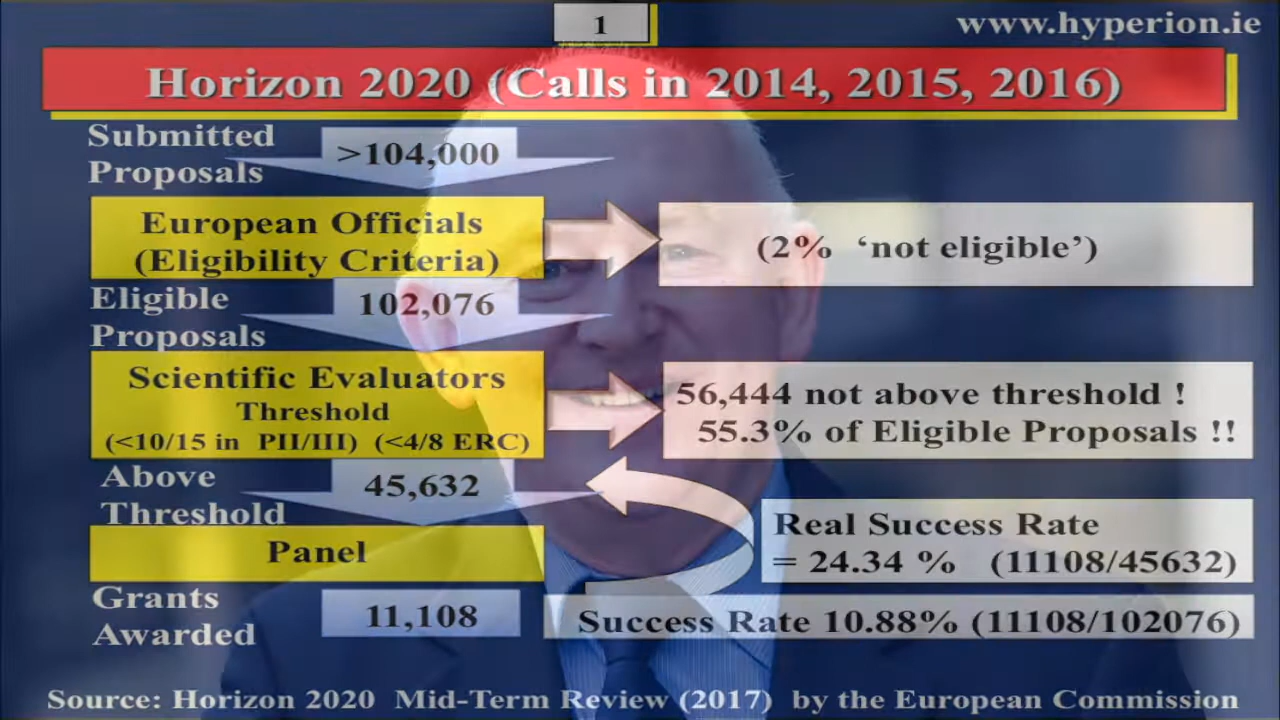 1
www.hyperion.ie
Horizon 2020 (Calls in 2014, 2015, 2016)
Submitted
Proposals
>104,000
European Officials
(Eligibility Criteria)
(2% ‘not eligible’)
Eligible
Proposals
102,076
Scientific Evaluators
Threshold
(<10/15 in PII/III) (<4/8 ERC)
56,444 not above threshold !
55.3% of Eligible Proposals !!
Above
Threshold
45,632
Panel
Real Success Rate
= 24.34 % (11108/45632)
Grants
Awarded
11,108
Success Rate 10.88% (11108/102076)
Source: Horizon 2020 Mid-Term Review (2017) by the European Commission